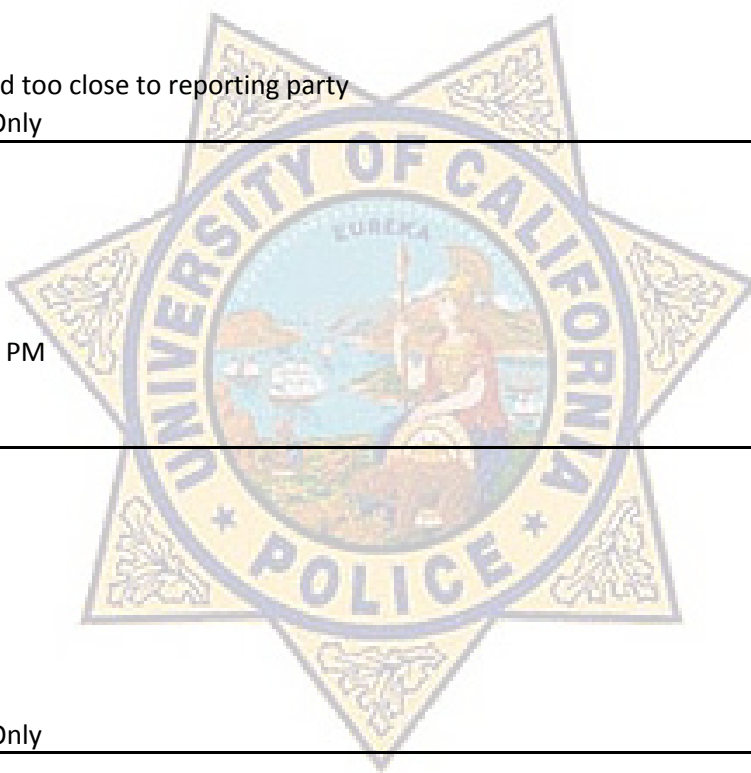 d too close to reporting party
Only
UNIVERSITY OF CALIFORNIA
EUREKA
PM
POLICE
Only